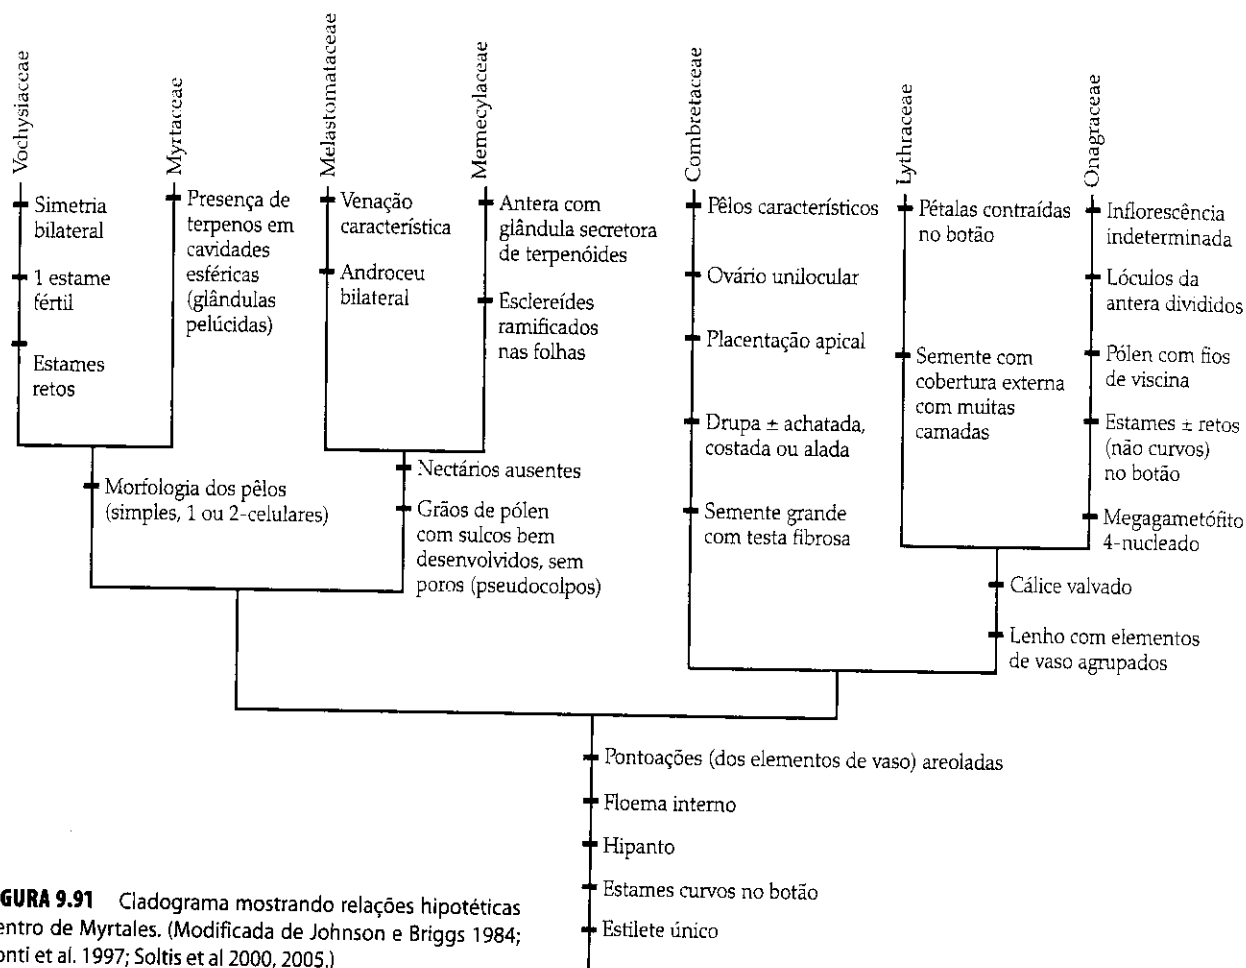 Vochysiaceae
Myrtaceae
Melastomataceae
Memecylaceae
Combretaceae
Lythraceae
Onagraceae
Simetria
bilateral
1 estame
fértil
Estames
retos
Presença de
terpenos em
cavidades
esféricas
(glândulas
pelúcidas)
Venação
característica
Androceu
bilateral
Antera com
glândula secretora
de terpenóides
Esclereídes
ramificados
nas folhas
Pêlos característicos
Ovário unilocular
Placentação apical
Drupa ± achatada,
costada ou alada
Semente grande
com testa fibrosa
Pétalas contraídas
no botão
Semente com
cobertura externa
com muitas
camadas
Inflorescência
indeterminada
Lóculos da
antera divididos
Pólen com fios
de viscina
Estames ± retos
(não curvos)
no botão
Megagametófito
4-nucleado
Morfologia dos pêlos
(simples, 1 ou 2-celulares)
Nectários ausentes
Grãos de pólen
com sulcos bem
desenvolvidos, sem
poros (pseudocolpos)
Cálice valvado
Lenho com elementos
de vaso agrupados
Pontoações (dos elementos de vaso) areoladas
Floema interno
Hipanto
Estames curvos no botão
Estilete único
GURA 9.91 Cladograma mostrando relações hipotéticas
entro de Myrtales. (Modificada de Johnson e Briggs 1984;
onti et al. 1997; Soltis et al 2000, 2005.)